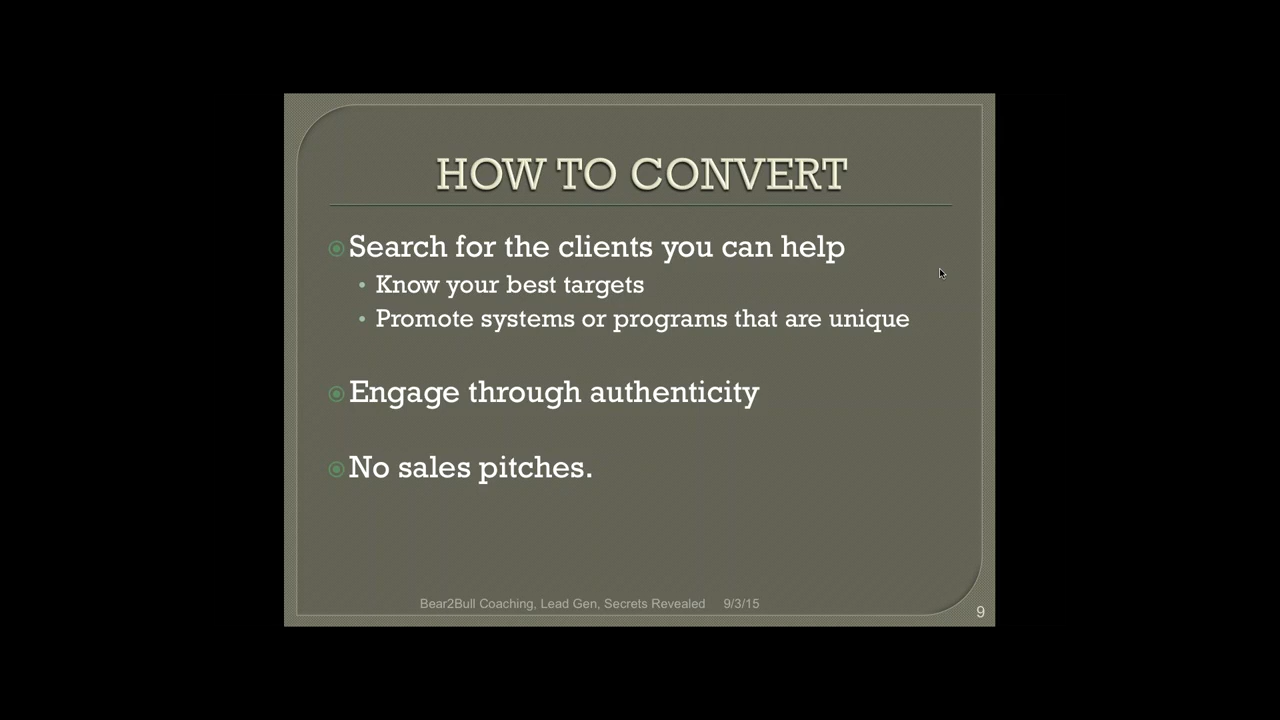 HOW TO CONVERT
Search for the clients you can help
Know your best targets
Promote systems or programs that are unique
Engage through authenticity
No sales pitches.
Bear2Bull Coaching, Lead Gen, Secrets Revealed 9/3/15
9